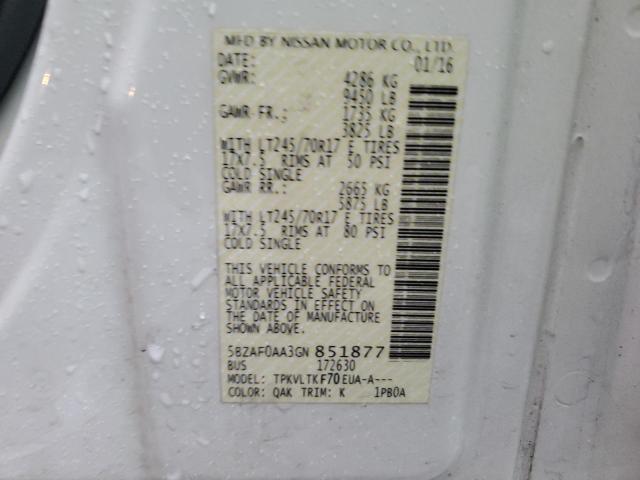 MFD BY NISSAN MOTOR CO., LTD.
DATE: 01/16
GVWR: 4286 KG
9450 LB
GAWR FR.: 1735 KG
3825 LB
WITH LT245/70R17 E TIRES
17X7.5 RIMS AT 50 PSI
COLD SINGLE
GAWR RR.: 2665 KG
5875 LB
WITH LT245/70R17 E TIRES
17X7.5 RIMS AT 80 PSI
COLD SINGLE
THIS VEHICLE CONFORMS TO
ALL APPLICABLE FEDERAL
MOTOR VEHICLE SAFETY
STANDARDS IN EFFECT ON
THE DATE OF MANUFACTURE
SHOWN ABOVE.
5BZAF0AA3GN851877
BUS 172630
MODEL: TPKVLTKF70EUA-A---
COLOR: QAK TRIM: K 1PB0A